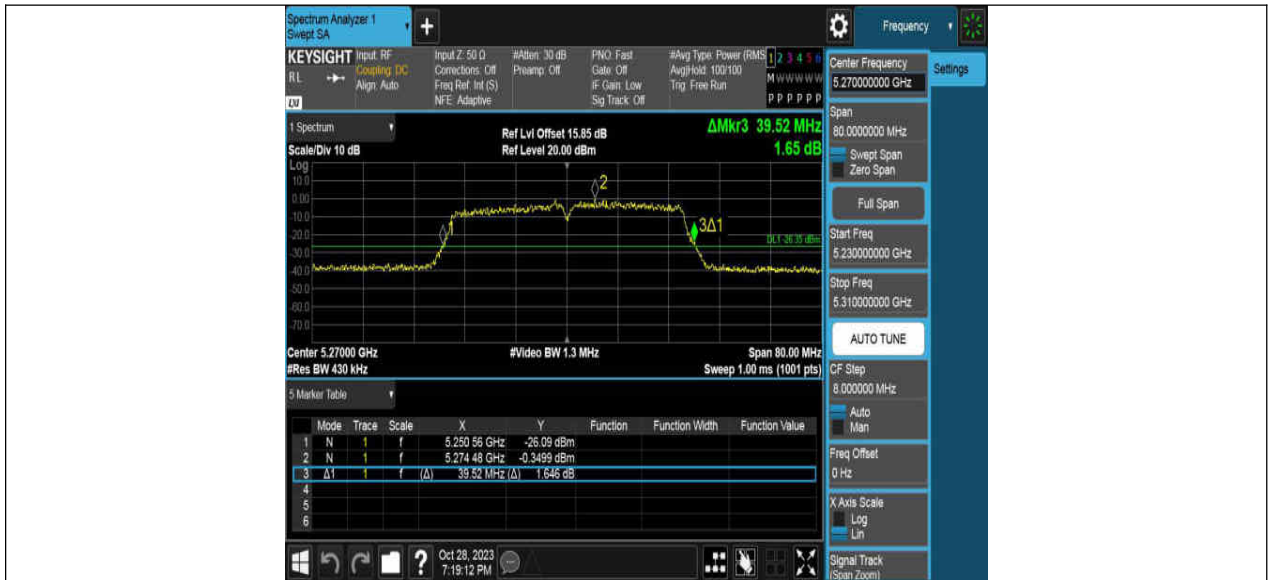 Spectrum Analyzer 1
Swept SA
+
Frequency
KEYSIGHT
RL
LXI
Input: RF
Coupling: DC
Align: Auto
Input Z: 50 Ω
Corrections: Off
Freq Ref: Int (S)
NFE: Adaptive
#Atten: 30 dB
Preamp: Off
PNO: Fast
Gate: Off
IF Gain: Low
Sig Track: Off
#Avg Type: Power (RMS
Avg|Hold: 100/100
Trig: Free Run
1 2 3 4 5 6
M W W W W W
P P P P P P
1 Spectrum
Scale/Div 10 dB
Ref Lvl Offset 15.85 dB
Ref Level 20.00 dBm
ΔMkr3 39.52 MHz
1.65 dB
Log
10.0
0.00
-10.0
-20.0
-30.0
-40.0
-50.0
-60.0
-70.0
1
2
3Δ1
DL1 -26.35 dBm
Center 5.27000 GHz
#Res BW 430 kHz
#Video BW 1.3 MHz
Span 80.00 MHz
Sweep 1.00 ms (1001 pts)
5 Marker Table
Mode Trace Scale X Y Function Function Width Function Value
1 N 1 f 5.250 56 GHz -26.09 dBm
2 N 1 f 5.274 48 GHz -0.3499 dBm
3 Δ1 1 f (Δ) 39.52 MHz (Δ) 1.646 dB
4
5
6
?
Oct 28, 2023
7:19:12 PM
Center Frequency
5.270000000 GHz
Settings
Span
80.0000000 MHz
Swept Span
Zero Span
Full Span
Start Freq
5.230000000 GHz
Stop Freq
5.310000000 GHz
AUTO TUNE
CF Step
8.000000 MHz
Auto
Man
Freq Offset
0 Hz
X Axis Scale
Log
Lin
Signal Track
(Span Zoom)